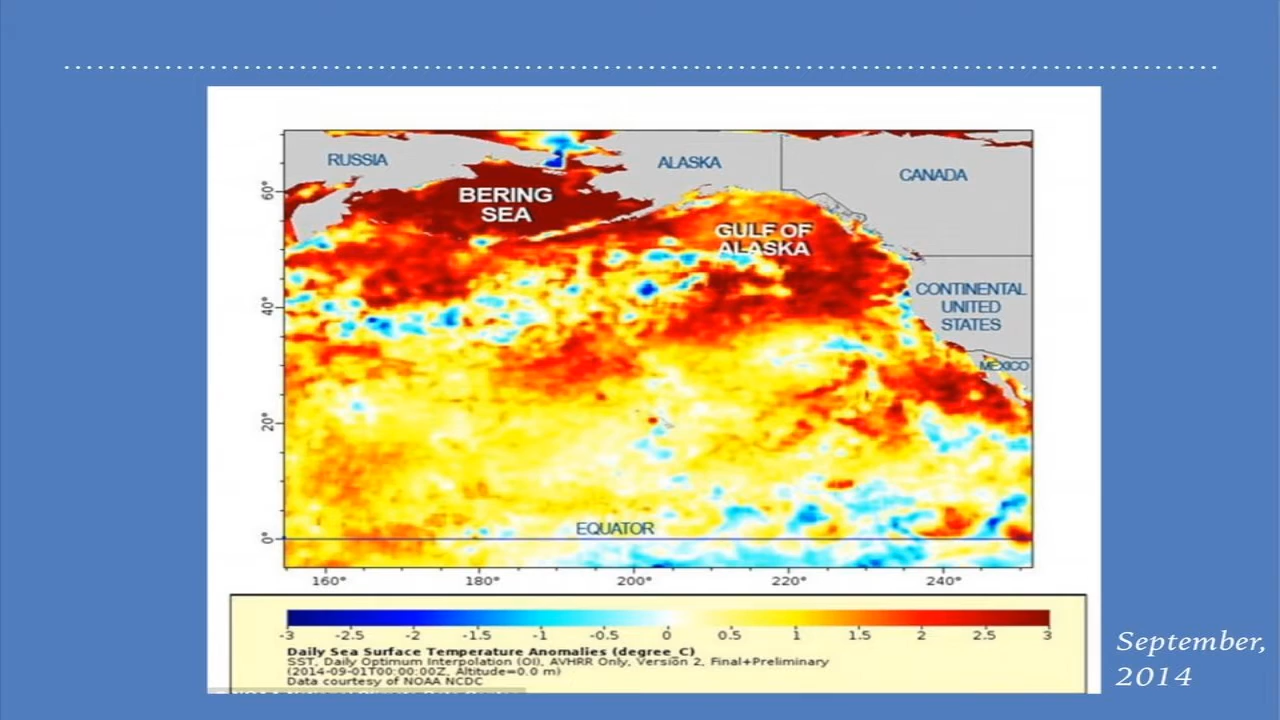 RUSSIA
ALASKA
CANADA
BERING
SEA
GULF OF
ALASKA
CONTINENTAL
UNITED
STATES
MEXICO
EQUATOR
60°
40°
20°
0°
160° 180° 200° 220° 240°
-3 -2.5 -2 -1.5 -1 -0.5 0 0.5 1 1.5 2 2.5 3
Daily Sea Surface Temperature Anomalies (degree_C)
SST, Daily Optimum Interpolation (OI), AVHRR Only, Version 2, Final+Preliminary
(2014-09-01T00:00:00Z, Altitude=0.0 m)
Data courtesy of NOAA NCDC
September,
2014